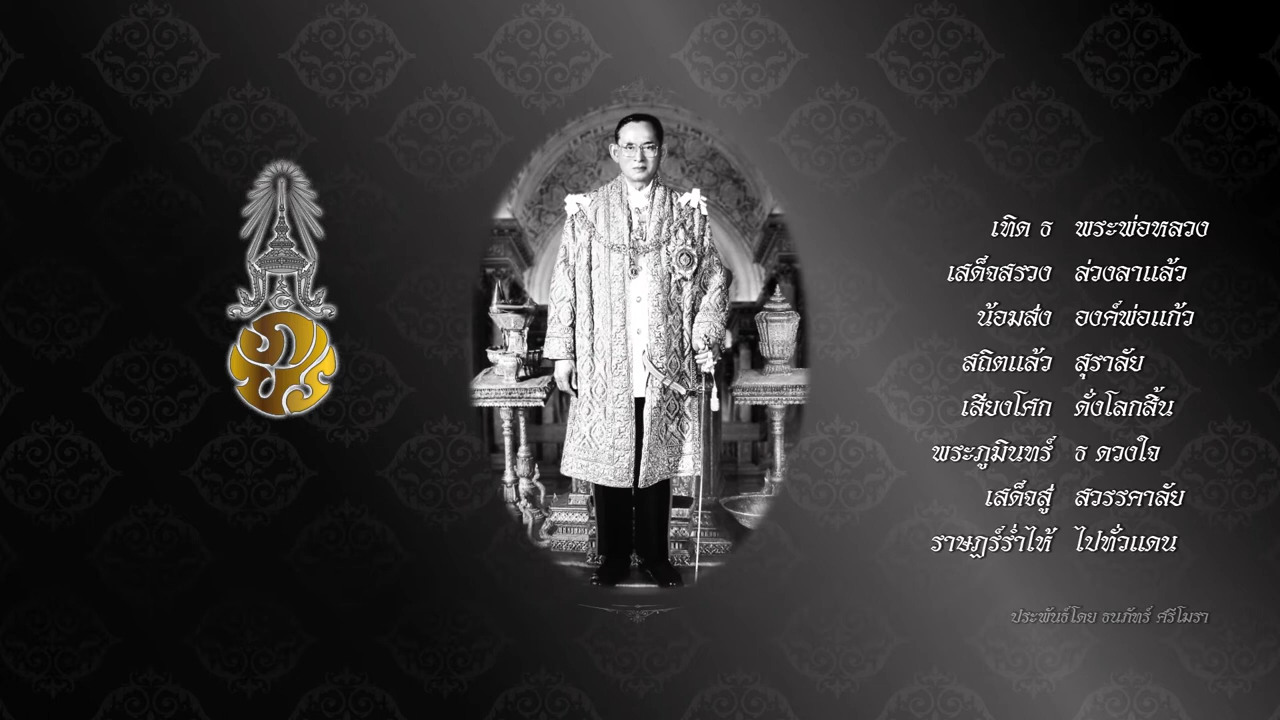 เทิด ธ พระพ่อหลวง
เสด็จสรวง ล่วงลาแล้ว
น้อมส่ง องค์พ่อแก้ว
สถิตแล้ว สุราลัย
เสียงโศก ดั่งโลกสิ้น
พระภูมินทร์ ธ ดวงใจ
เสด็จสู่ สวรรคาลัย
ราษฎร์ร่ำไห้ ไปทั่วแดน
ประพันธ์โดย ธนภัทร์ ศรีโมรา